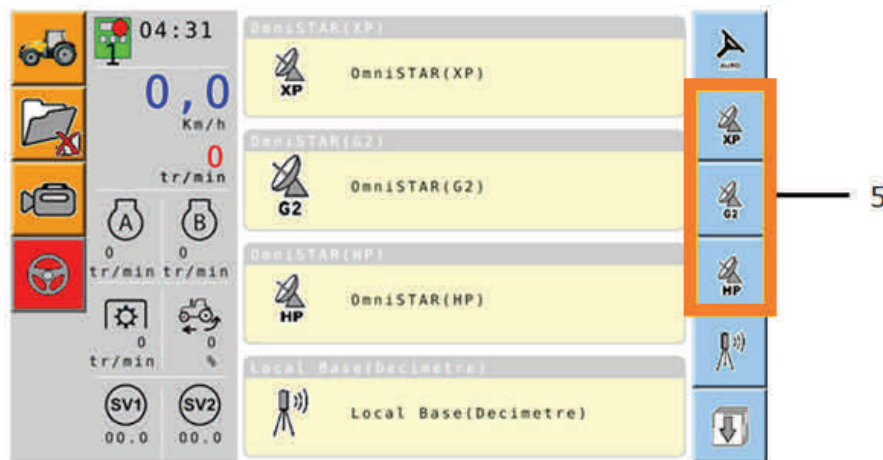 04:31
1
0,0
Km/h
0
tr/min
A B
0 0
tr/min tr/min
0 0
tr/min %
SV1 SV2
00.0 00.0
OmniSTAR(XP)
XP
OmniSTAR(XP)
OmniSTAR(G2)
G2
OmniSTAR(G2)
OmniSTAR(HP)
HP
OmniSTAR(HP)
Local Base(Decimetre)
Local Base(Decimetre)
AURO
XP
G2
HP
5